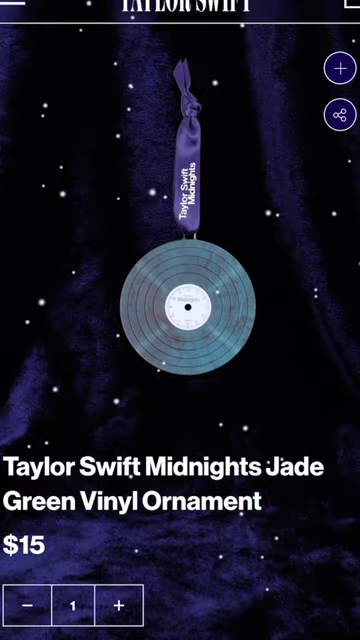 TAYLOR SWIFT
Taylor Swift
Midnights
Taylor Swift Midnights Jade
Green Vinyl Ornament
$15
− 1 +